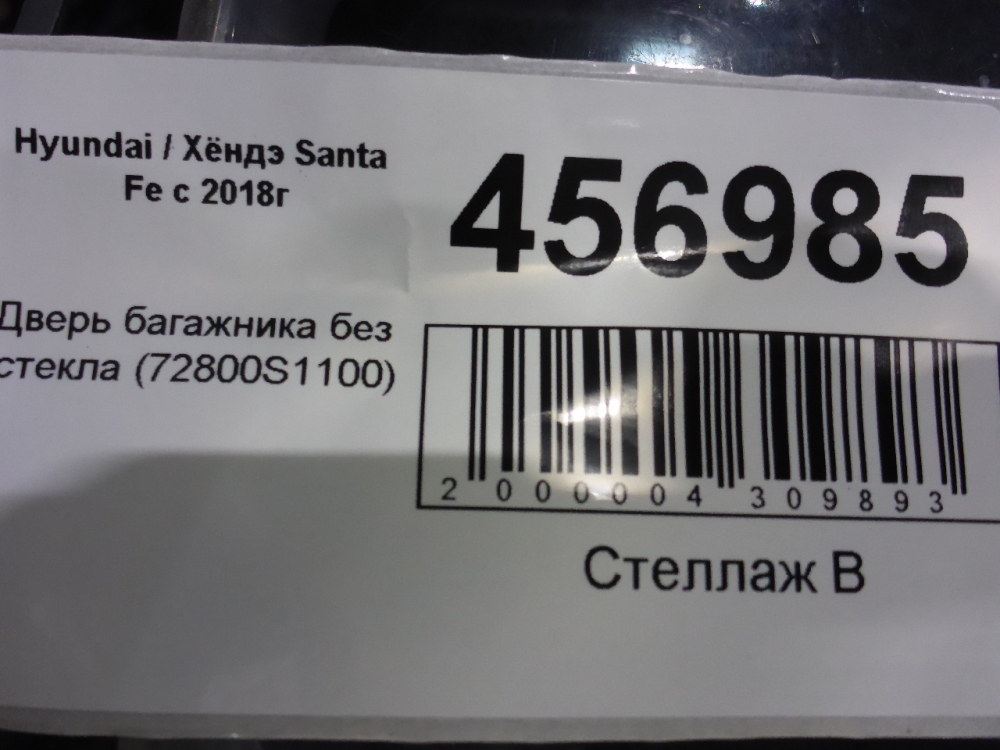 Hyundai / Хёндэ Santa
Fe с 2018г
456985
Дверь багажника без
стекла (72800S1100)
2 000004 309893
Стеллаж В